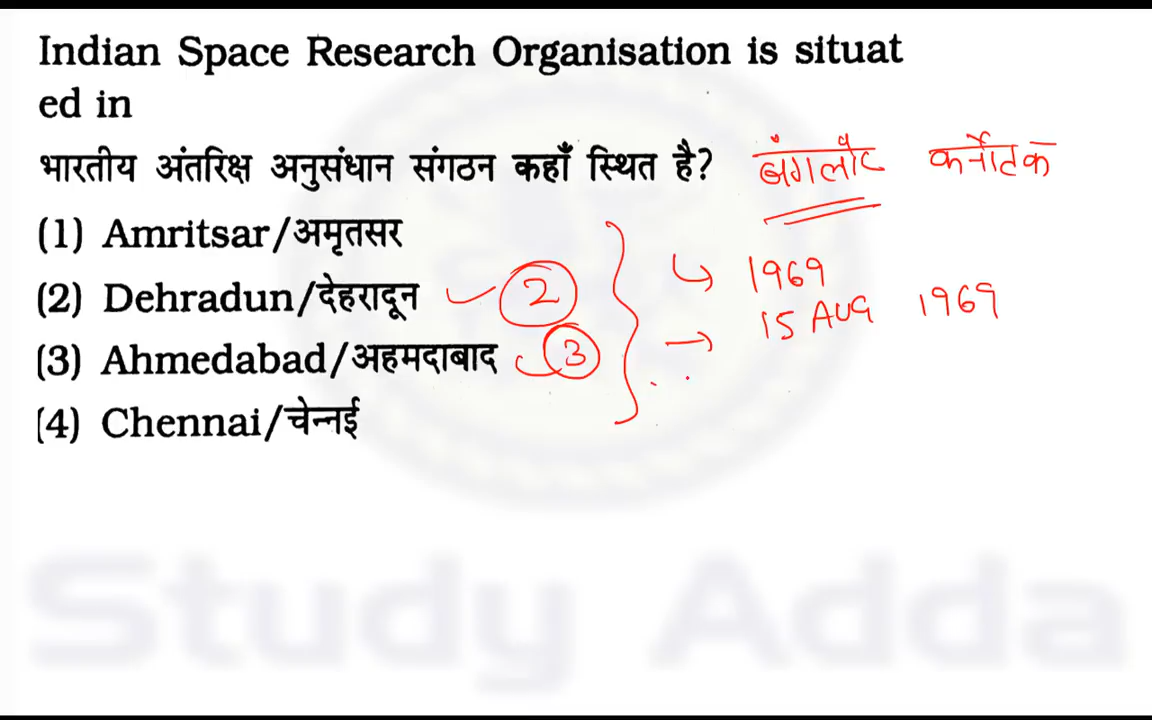 Indian Space Research Organisation is situat
ed in
भारतीय अंतरिक्ष अनुसंधान संगठन कहाँ स्थित है?
बंगलौर कर्नाटक
(1) Amritsar/अमृतसर
(2) Dehradun/देहरादून 2
1969
(3) Ahmedabad/अहमदाबाद 3
15 AUG 1969
(4) Chennai/चेन्नई
Study Adda